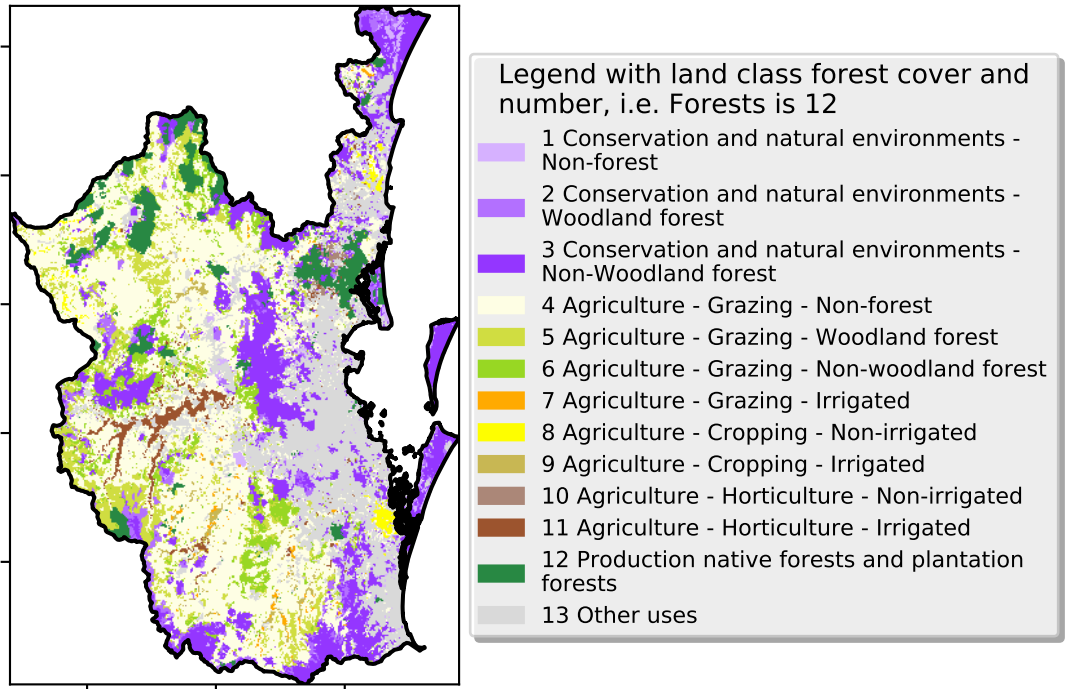 Legend with land class forest cover and
number, i.e. Forests is 12
1 Conservation and natural environments -
Non-forest
2 Conservation and natural environments -
Woodland forest
3 Conservation and natural environments -
Non-Woodland forest
4 Agriculture - Grazing - Non-forest
5 Agriculture - Grazing - Woodland forest
6 Agriculture - Grazing - Non-woodland forest
7 Agriculture - Grazing - Irrigated
8 Agriculture - Cropping - Non-irrigated
9 Agriculture - Cropping - Irrigated
10 Agriculture - Horticulture - Non-irrigated
11 Agriculture - Horticulture - Irrigated
12 Production native forests and plantation
forests
13 Other uses